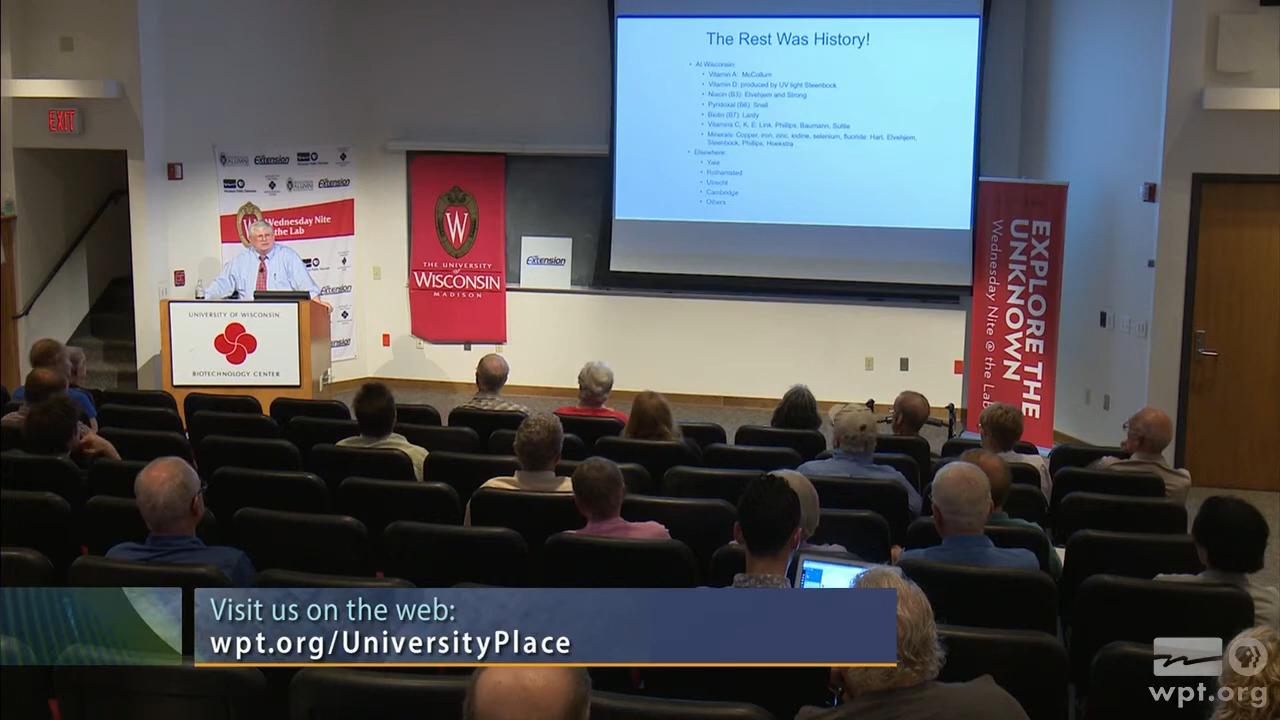 The Rest Was History!
• At Wisconsin:
• Vitamin A: McCollum
• Vitamin D: produced by UV light Steenbock
• Niacin (B3): Elvehjem and Strong
• Pyridoxal (B6): Snell
• Biotin (B7): Lardy
• Vitamins C, K, E: Link, Phillips, Baumann, Suttie
• Minerals: Copper, iron, zinc, iodine, selenium, fluoride: Hart, Elvehjem,
Steenbock, Phillips, Hoekstra
• Elsewhere:
• Yale
• Rothamsted
• Utrecht
• Cambridge
• Others
EXIT
Extension
Extension
Wednesday Nite
the Lab
Extension
W
THE UNIVERSITY
of
WISCONSIN
MADISON
Extension
EXPLORE THE
UNKNOWN
Wednesday Nite @ the Lab
UNIVERSITY OF WISCONSIN
BIOTECHNOLOGY CENTER
Visit us on the web:
wpt.org/UniversityPlace
PBS
wpt.org